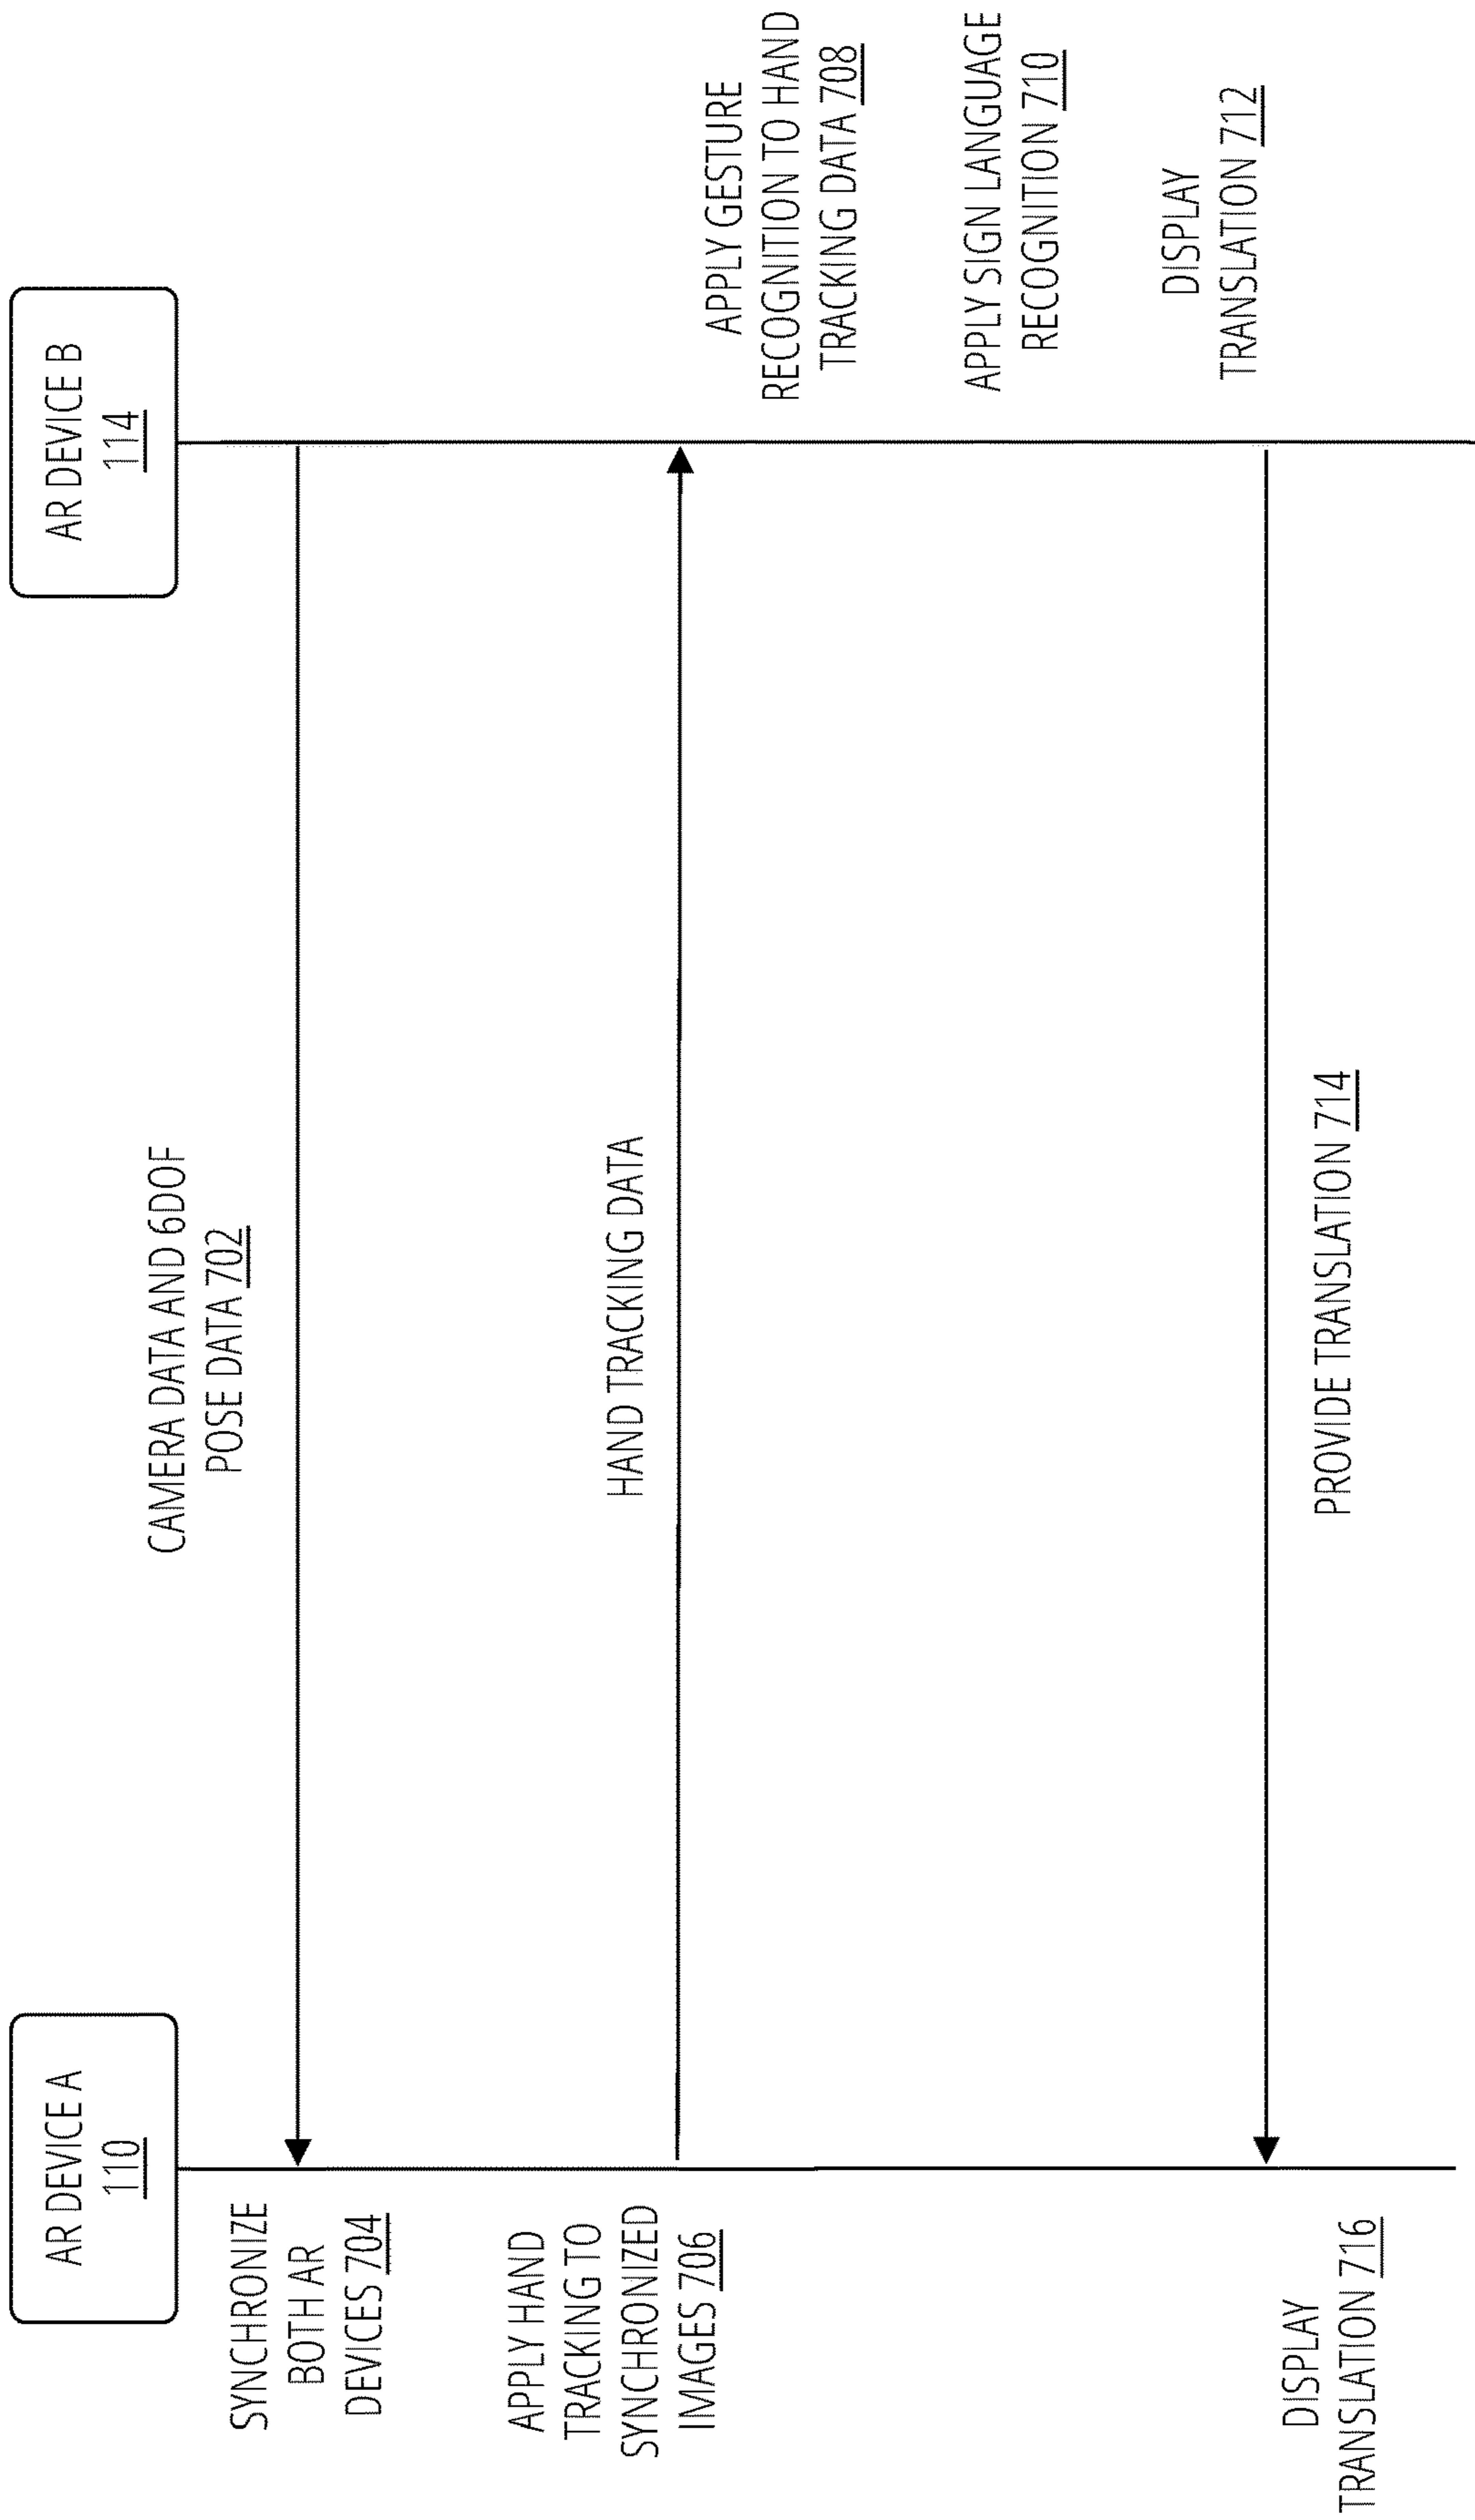 AR DEVICE A
110
AR DEVICE B
114
CAMERA DATA AND 6DOF
POSE DATA 702
SYNCHRONIZE
BOTH AR
DEVICES 704
APPLY HAND
TRACKING TO
SYNCHRONIZED
IMAGES 706
HAND TRACKING DATA
APPLY GESTURE
RECOGNITION TO HAND
TRACKING DATA 708
APPLY SIGN LANGUAGE
RECOGNITION 710
DISPLAY
TRANSLATION 712
PROVIDE TRANSLATION 714
DISPLAY
TRANSLATION 716